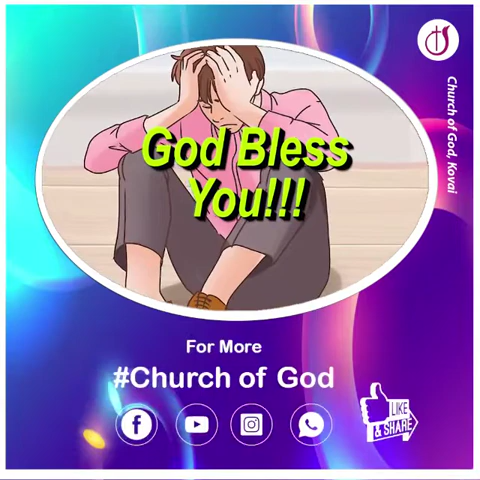 Church of God, Kovai
God Bless
You!!!
For More
#Church of God
LIKE
& SHARE